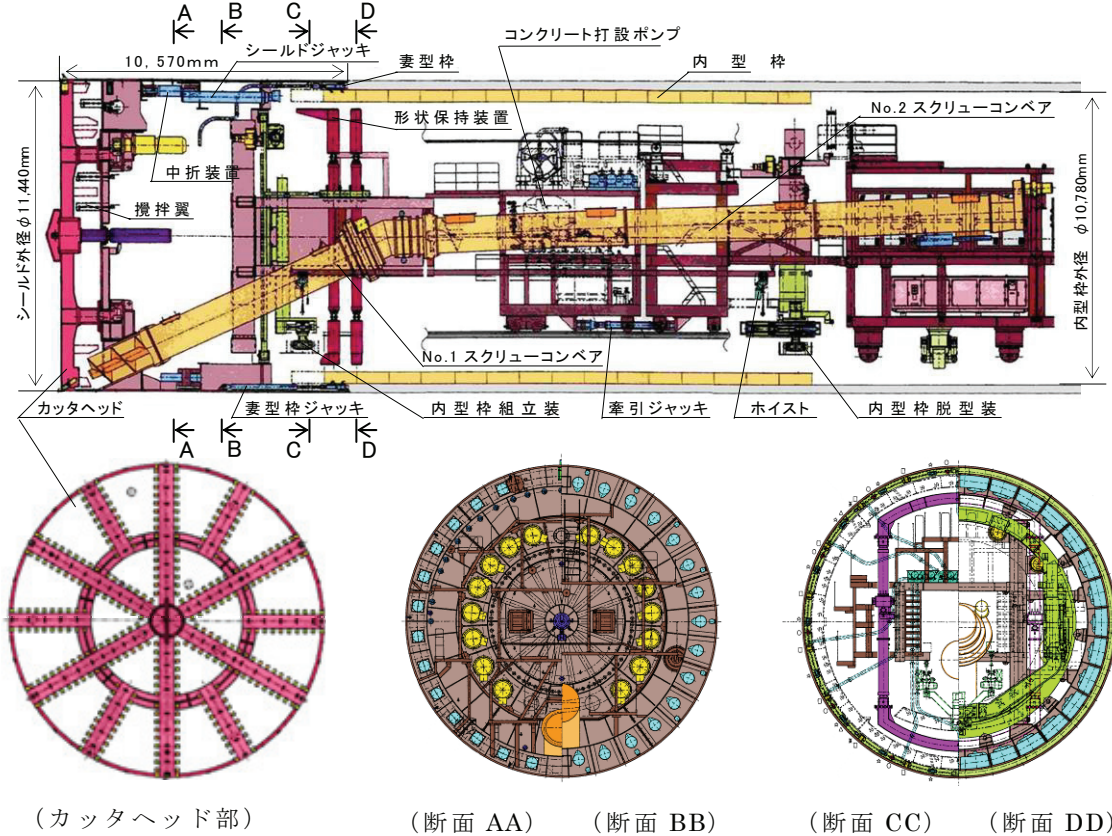 A B C D
シールドジャッキ
コンクリート打設ポンプ
10,570mm
妻型枠
内型枠
No.2 スクリューコンベア
形状保持装置
中折装置
攪拌翼
シールド外径φ11,440mm
内型枠外径 φ10,780mm
No.1 スクリューコンベア
カッタヘッド
妻型枠ジャッキ
内型枠組立装
牽引ジャッキ
ホイスト
内型枠脱型装
A B C D
(カッタヘッド部)
(断面 AA)
(断面 BB)
(断面 CC)
(断面 DD)